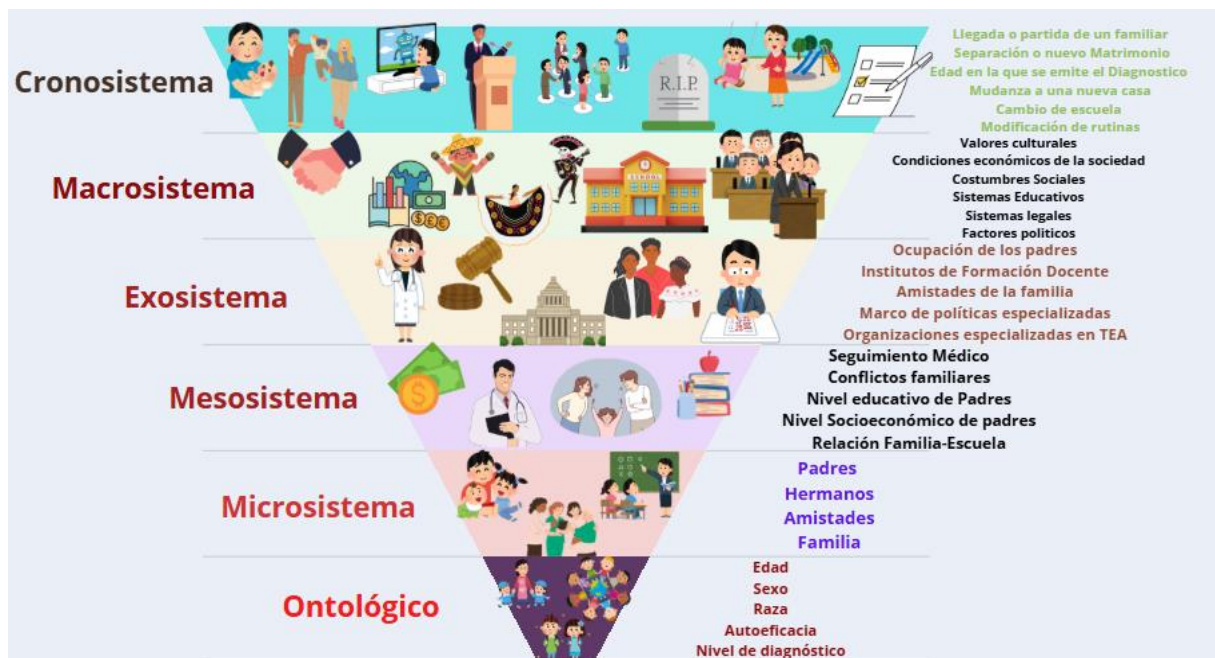 Cronosistema
Llegada o partida de un familiar
Separación o nuevo Matrimonio
Edad en la que se emite el Diagnostico
Mudanza a una nueva casa
Cambio de escuela
Modificación de rutinas
R.I.P.
Macrosistema
Valores culturales
Condiciones económicos de la sociedad
Costumbres Sociales
Sistemas Educativos
Sistemas legales
Factores politicos
SCHOOL
Exosistema
Ocupación de los padres
Institutos de Formación Docente
Amistades de la familia
Marco de políticas especializadas
Organizaciones especializadas en TEA
Mesosistema
Seguimiento Médico
Conflictos familiares
Nivel educativo de Padres
Nivel Socioeconómico de padres
Relación Familia-Escuela
Microsistema
Padres
Hermanos
Amistades
Familia
Ontológico
Edad
Sexo
Raza
Autoeficacia
Nivel de diagnóstico